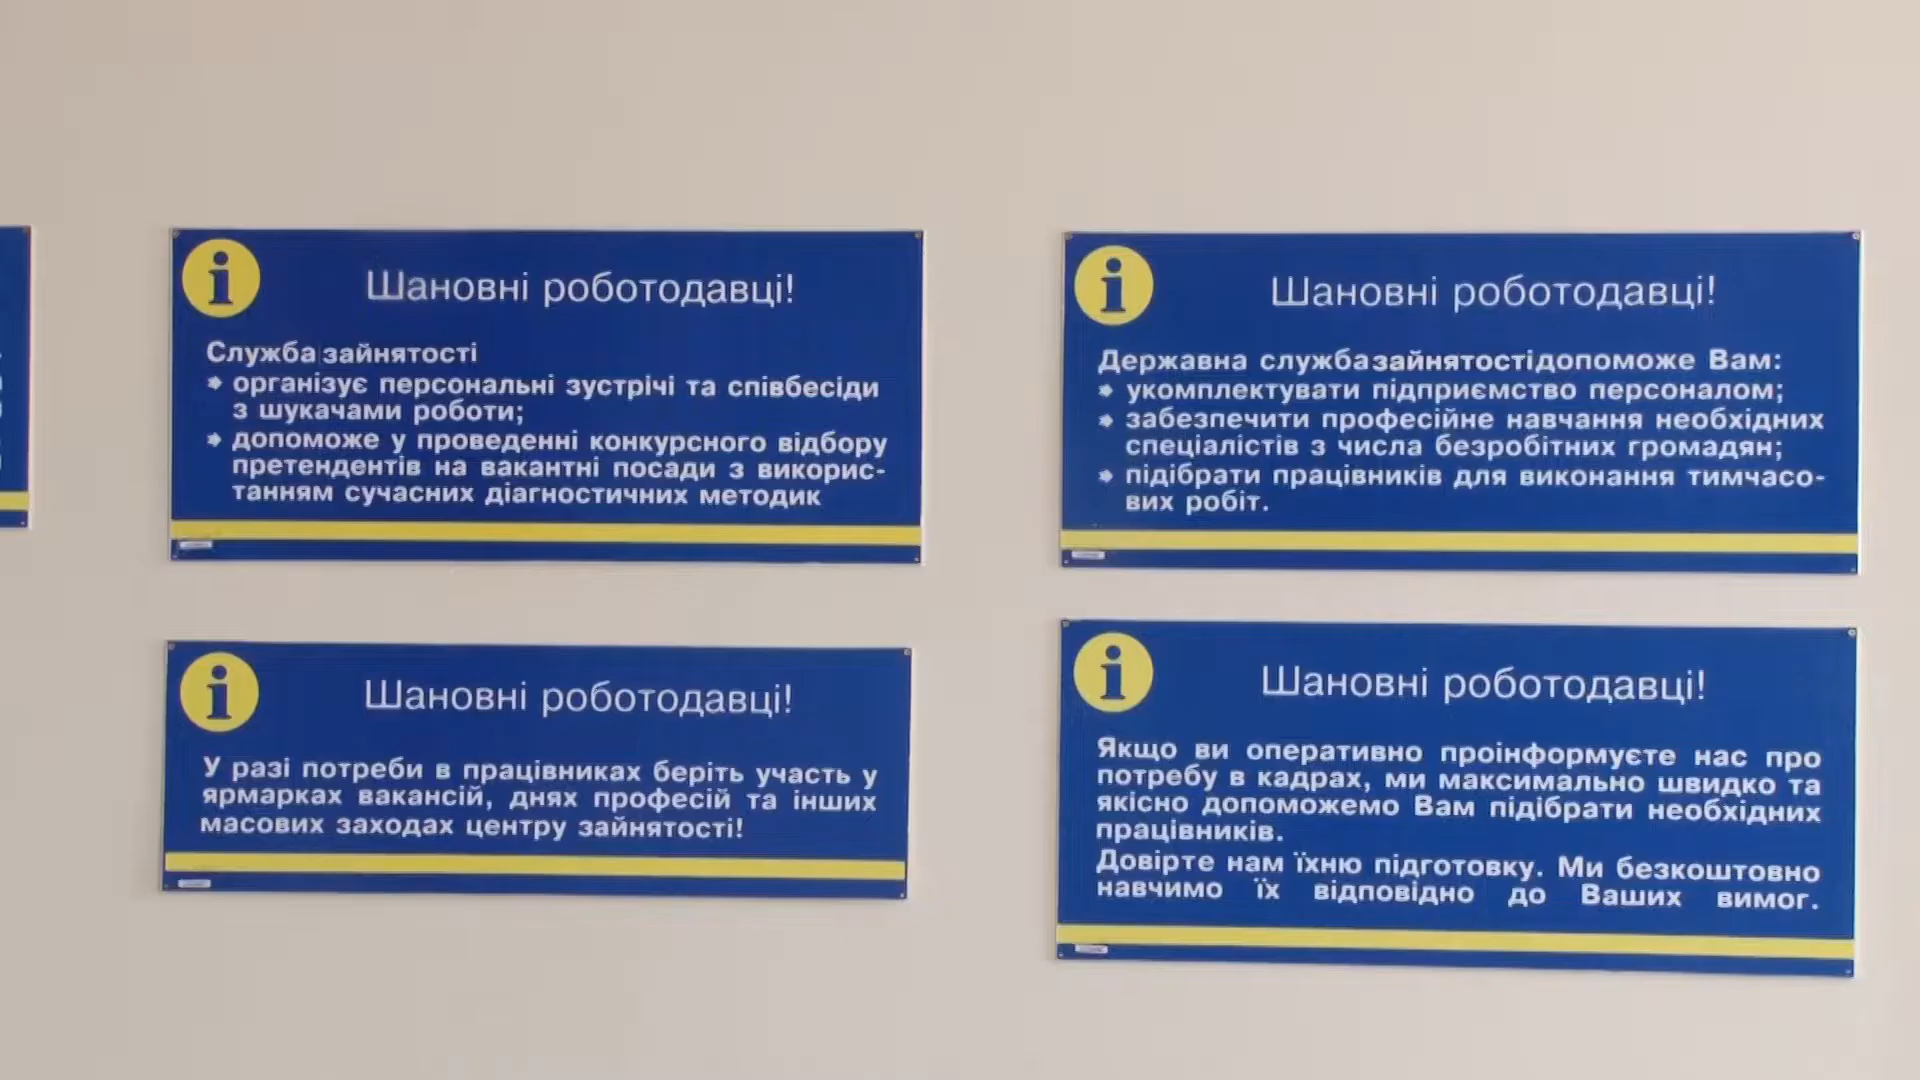 Шановні роботодавці!
Служба зайнятості
організує персональні зустрічі та співбесіди
з шукачами роботи;
допоможе у проведенні конкурсного відбору
претендентів на вакантні посади з викорис-
танням сучасних діагностичних методик
Шановні роботодавці!
Державна служба зайнятості допоможе Вам:
укомплектувати підприємство персоналом;
забезпечити професійне навчання необхідних
спеціалістів з числа безробітних громадян;
підібрати працівників для виконання тимчасо-
вих робіт.
Шановні роботодавці!
У разі потреби в працівниках беріть участь у
ярмарках вакансій, днях професій та інших
масових заходах центру зайнятості!
Шановні роботодавці!
Якщо ви оперативно проінформуєте нас про
потребу в кадрах, ми максимально швидко та
якісно допоможемо Вам підібрати необхідних
працівників.
Довірте нам їхню підготовку. Ми безкоштовно
навчимо їх відповідно до Ваших вимог.